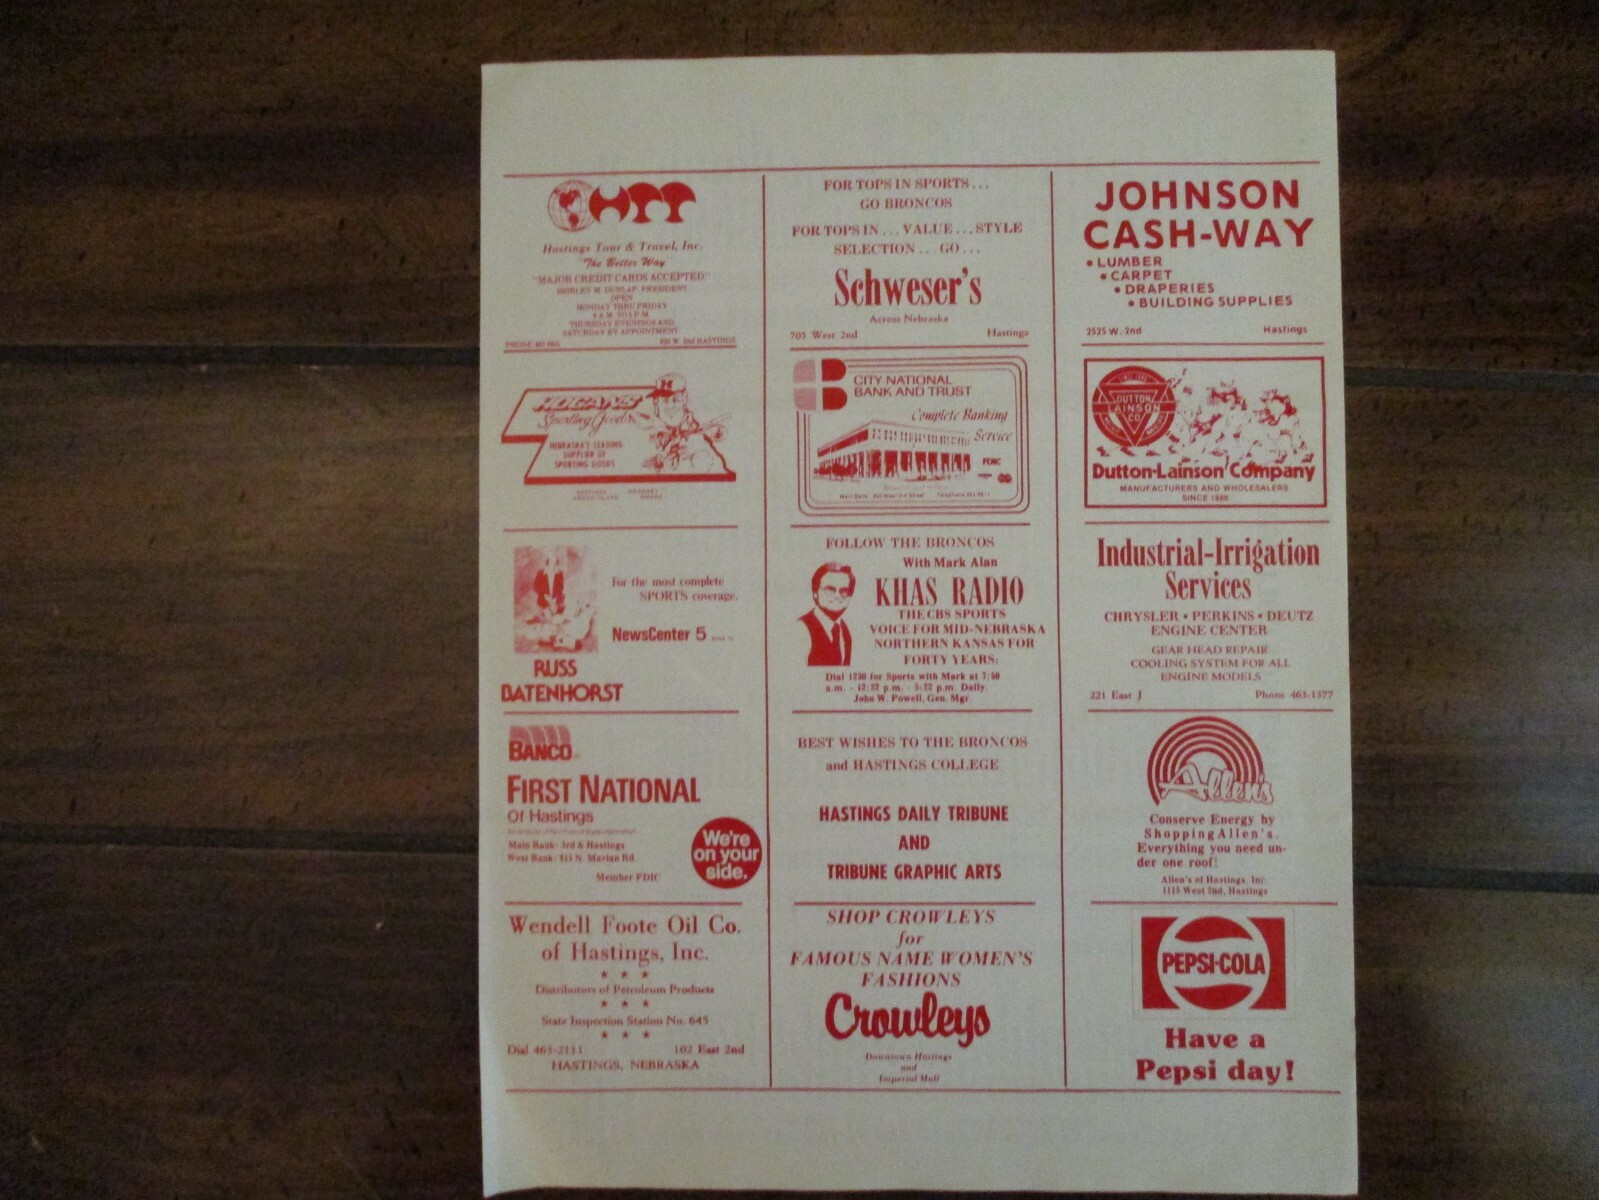 HTT
Hastings Tour & Travel, Inc.
"The Better Way"
"MAJOR CREDIT CARDS ACCEPTED"
SHIRLEY M. DUNLAP, PRESIDENT
OPEN
MONDAY THRU FRIDAY
THURSDAY EVENINGS AND
SATURDAY BY APPOINTMENT
HOGAN'S
Sporting Goods
NEBRASKA'S LEADING
SUPPLIER OF
SPORTING GOODS
For the most complete
SPORTS coverage.
NewsCenter 5
RUSS
BATENHORST
BANCO
FIRST NATIONAL
Of Hastings
Main Bank- 3rd & Hastings
West Bank- 815 N. Marian Rd.
Member FDIC
We're
on your
side.
Wendell Foote Oil Co.
of Hastings, Inc.
* * *
Distributors of Petroleum Products
* * *
State Inspection Station No. 645
* * *
Dial 463-2111 102 East 2nd
HASTINGS, NEBRASKA
FOR TOPS IN SPORTS...
GO BRONCOS
FOR TOPS IN... VALUE... STYLE
SELECTION... GO...
Schweser's
Across Nebraska
705 West 2nd Hastings
CITY NATIONAL
BANK AND TRUST
Complete Banking
Service
FDIC
FOLLOW THE BRONCOS
With Mark Alan
KHAS RADIO
THE CBS SPORTS
VOICE FOR MID-NEBRASKA
NORTHERN KANSAS FOR
FORTY YEARS:
Dial 1230 for Sports with Mark at 7:50
a.m. - 12:22 p.m. - 5:22 p.m. Daily.
John W. Powell, Gen. Mgr.
BEST WISHES TO THE BRONCOS
and HASTINGS COLLEGE
HASTINGS DAILY TRIBUNE
AND
TRIBUNE GRAPHIC ARTS
SHOP CROWLEYS
for
FAMOUS NAME WOMEN'S
FASHIONS
Crowleys
Downtown Hastings
and
Imperial Mall
JOHNSON
CASH-WAY
• LUMBER
• CARPET
• DRAPERIES
• BUILDING SUPPLIES
2525 W. 2nd Hastings
DUTTON
LAINSON
CO.
Dutton-Lainson Company
MANUFACTURERS AND WHOLESALERS
SINCE 1886
Industrial-Irrigation
Services
CHRYSLER • PERKINS • DEUTZ
ENGINE CENTER
GEAR HEAD REPAIR
COOLING SYSTEM FOR ALL
ENGINE MODELS
221 East J Phone 463-1377
Allen's
Conserve Energy by
Shopping Allen's.
Everything you need un-
der one roof!
Allen's of Hastings, Inc.
1115 West 2nd, Hastings
PEPSI-COLA
Have a
Pepsi day!